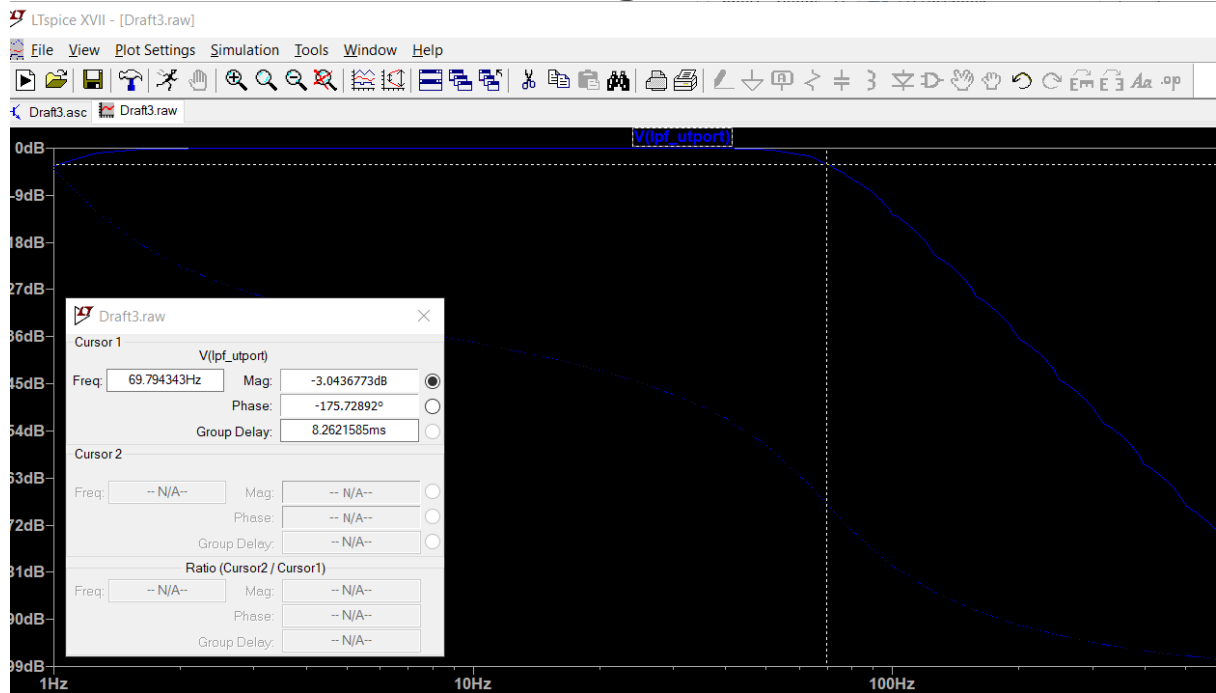 LTspice XVII - [Draft3.raw]
File View Plot Settings Simulation Tools Window Help
Draft3.asc Draft3.raw
V(lpf_utport)
0dB
-9dB
18dB
27dB
36dB
45dB
54dB
63dB
72dB
81dB
90dB
99dB
1Hz 10Hz 100Hz
Draft3.raw
Cursor 1
V(lpf_utport)
Freq: 69.794343Hz Mag: -3.0436773dB
Phase: -175.72892°
Group Delay: 8.2621585ms
Cursor 2
Freq: -- N/A-- Mag: -- N/A--
Phase: -- N/A--
Group Delay: -- N/A--
Ratio (Cursor2 / Cursor1)
Freq: -- N/A-- Mag: -- N/A--
Phase: -- N/A--
Group Delay: -- N/A--